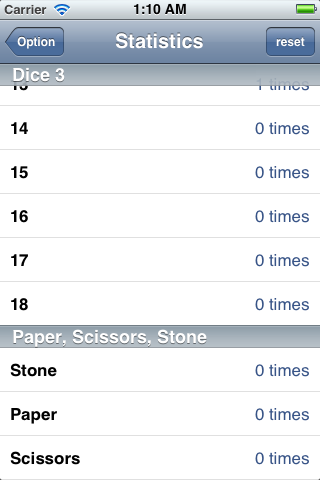 Carrier 1:10 AM
Option Statistics reset
Dice 3
13 1 times
14 0 times
15 0 times
16 0 times
17 0 times
18 0 times
Paper, Scissors, Stone
Stone 0 times
Paper 0 times
Scissors 0 times